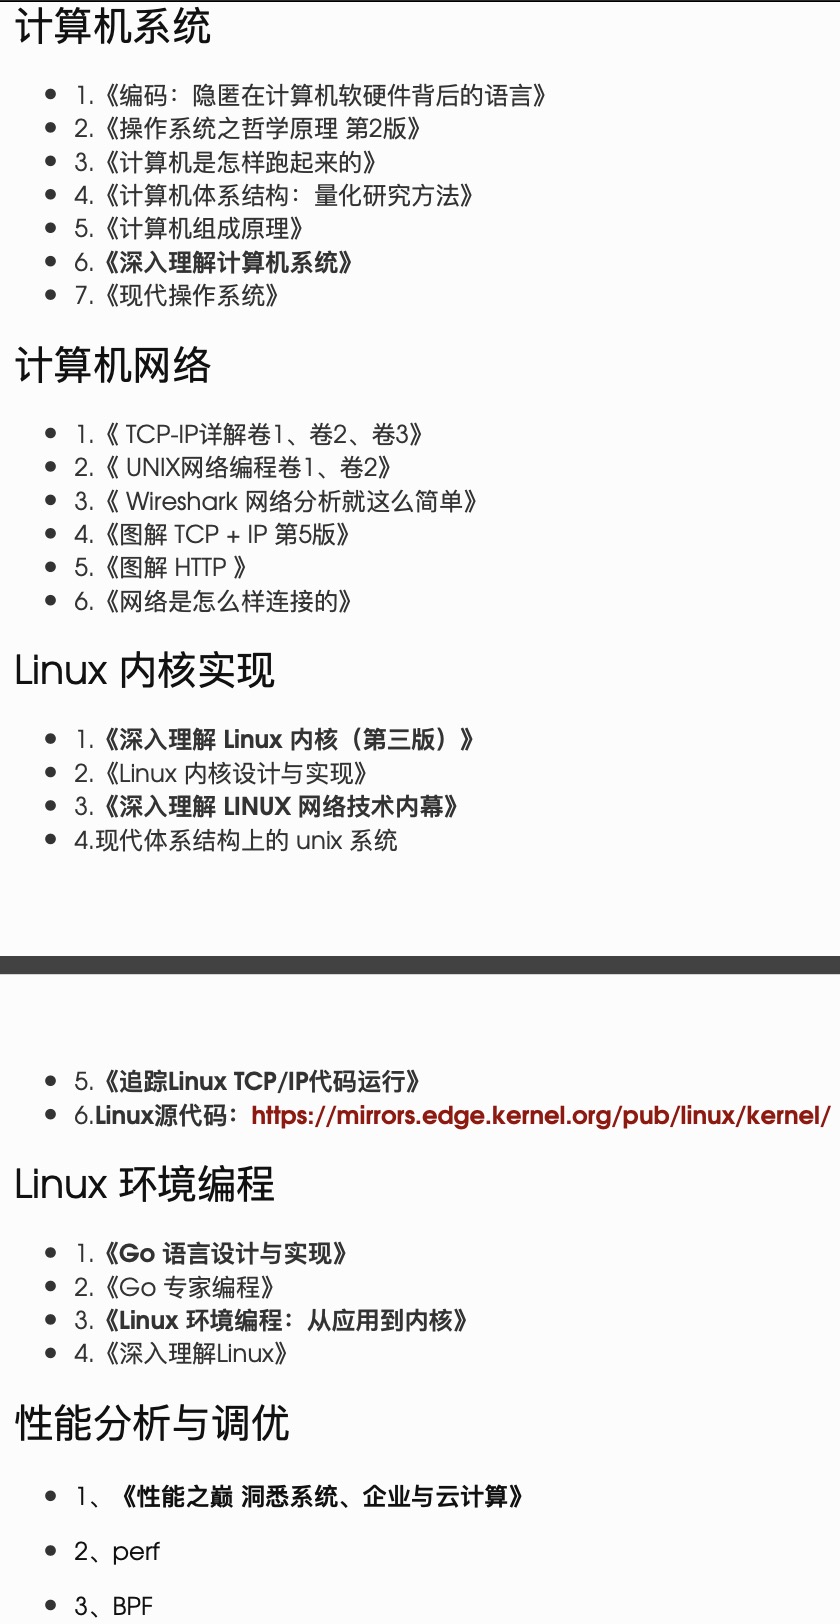 计算机系统
1.《编码：隐匿在计算机软硬件背后的语言》
2.《操作系统之哲学原理 第2版》
3.《计算机是怎样跑起来的》
4.《计算机体系结构：量化研究方法》
5.《计算机组成原理》
6.《深入理解计算机系统》
7.《现代操作系统》
计算机网络
1.《 TCP-IP详解卷1、卷2、卷3》
2.《 UNIX网络编程卷1、卷2》
3.《 Wireshark 网络分析就这么简单》
4.《图解 TCP + IP 第5版》
5.《图解 HTTP 》
6.《网络是怎么样连接的》
Linux 内核实现
1.《深入理解 Linux 内核（第三版）》
2.《Linux 内核设计与实现》
3.《深入理解 LINUX 网络技术内幕》
4.现代体系结构上的 unix 系统
5.《追踪Linux TCP/IP代码运行》
6.Linux源代码：https://mirrors.edge.kernel.org/pub/linux/kernel/
Linux 环境编程
1.《Go 语言设计与实现》
2.《Go 专家编程》
3.《Linux 环境编程：从应用到内核》
4.《深入理解Linux》
性能分析与调优
1、《性能之巅 洞悉系统、企业与云计算》
2、perf
3、BPF